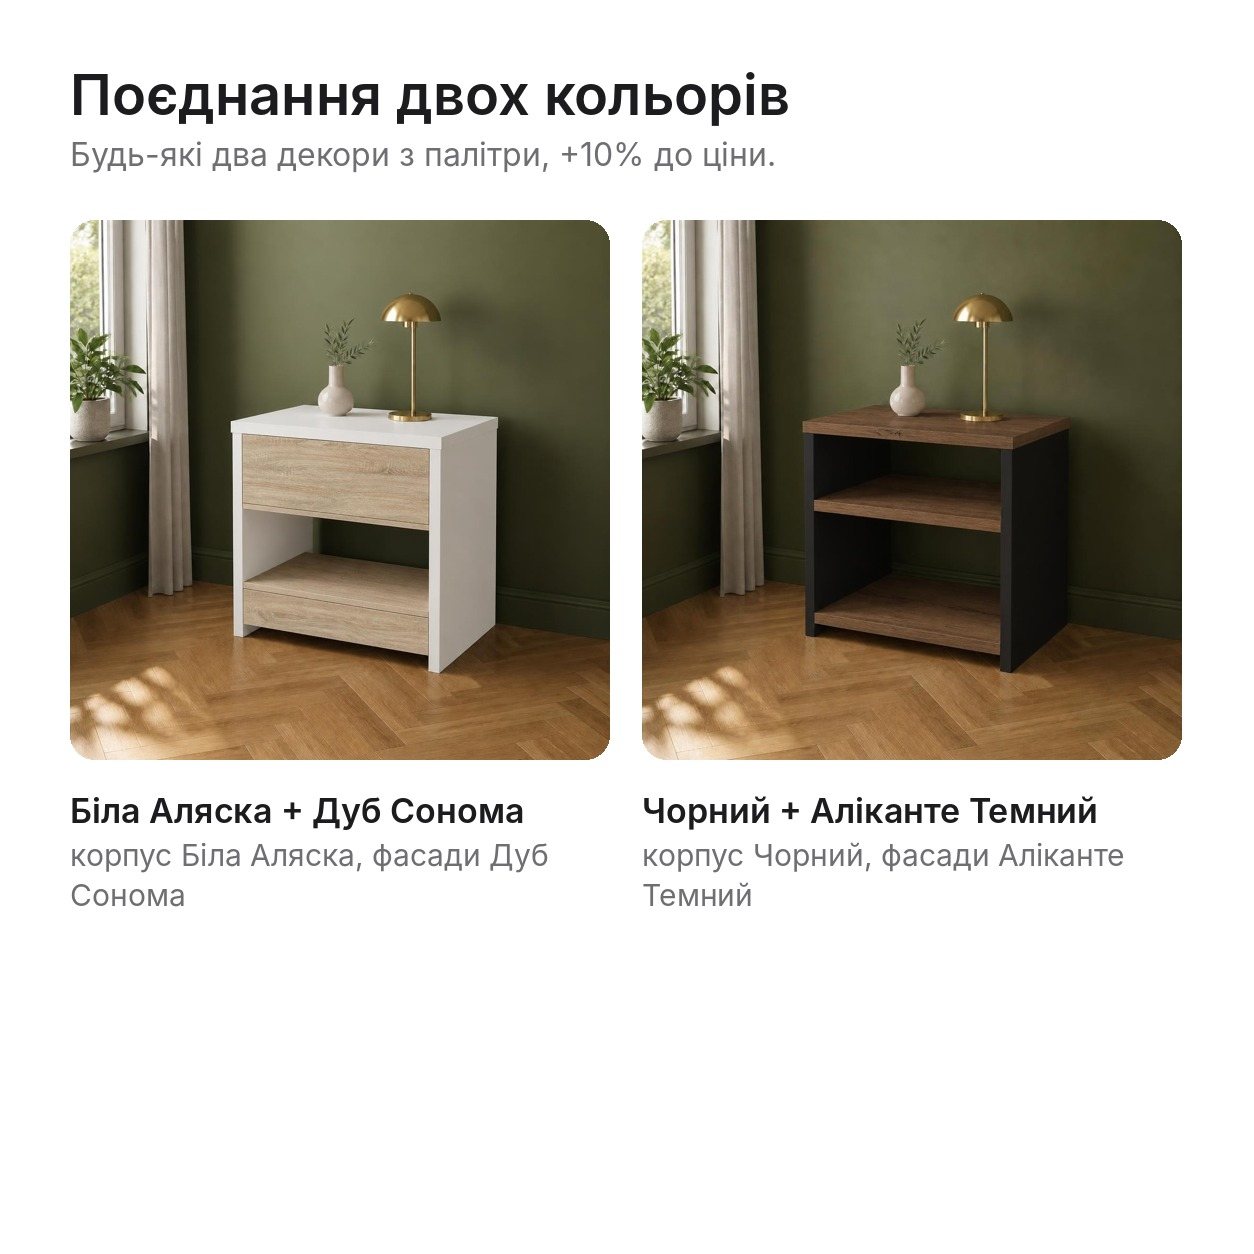 Поєднання двох кольорів
Будь-які два декори з палітри, +10% до ціни.
Біла Аляска + Дуб Сонома
корпус Біла Аляска, фасади Дуб
Сонома
Чорний + Аліканте Темний
корпус Чорний, фасади Аліканте
Темний